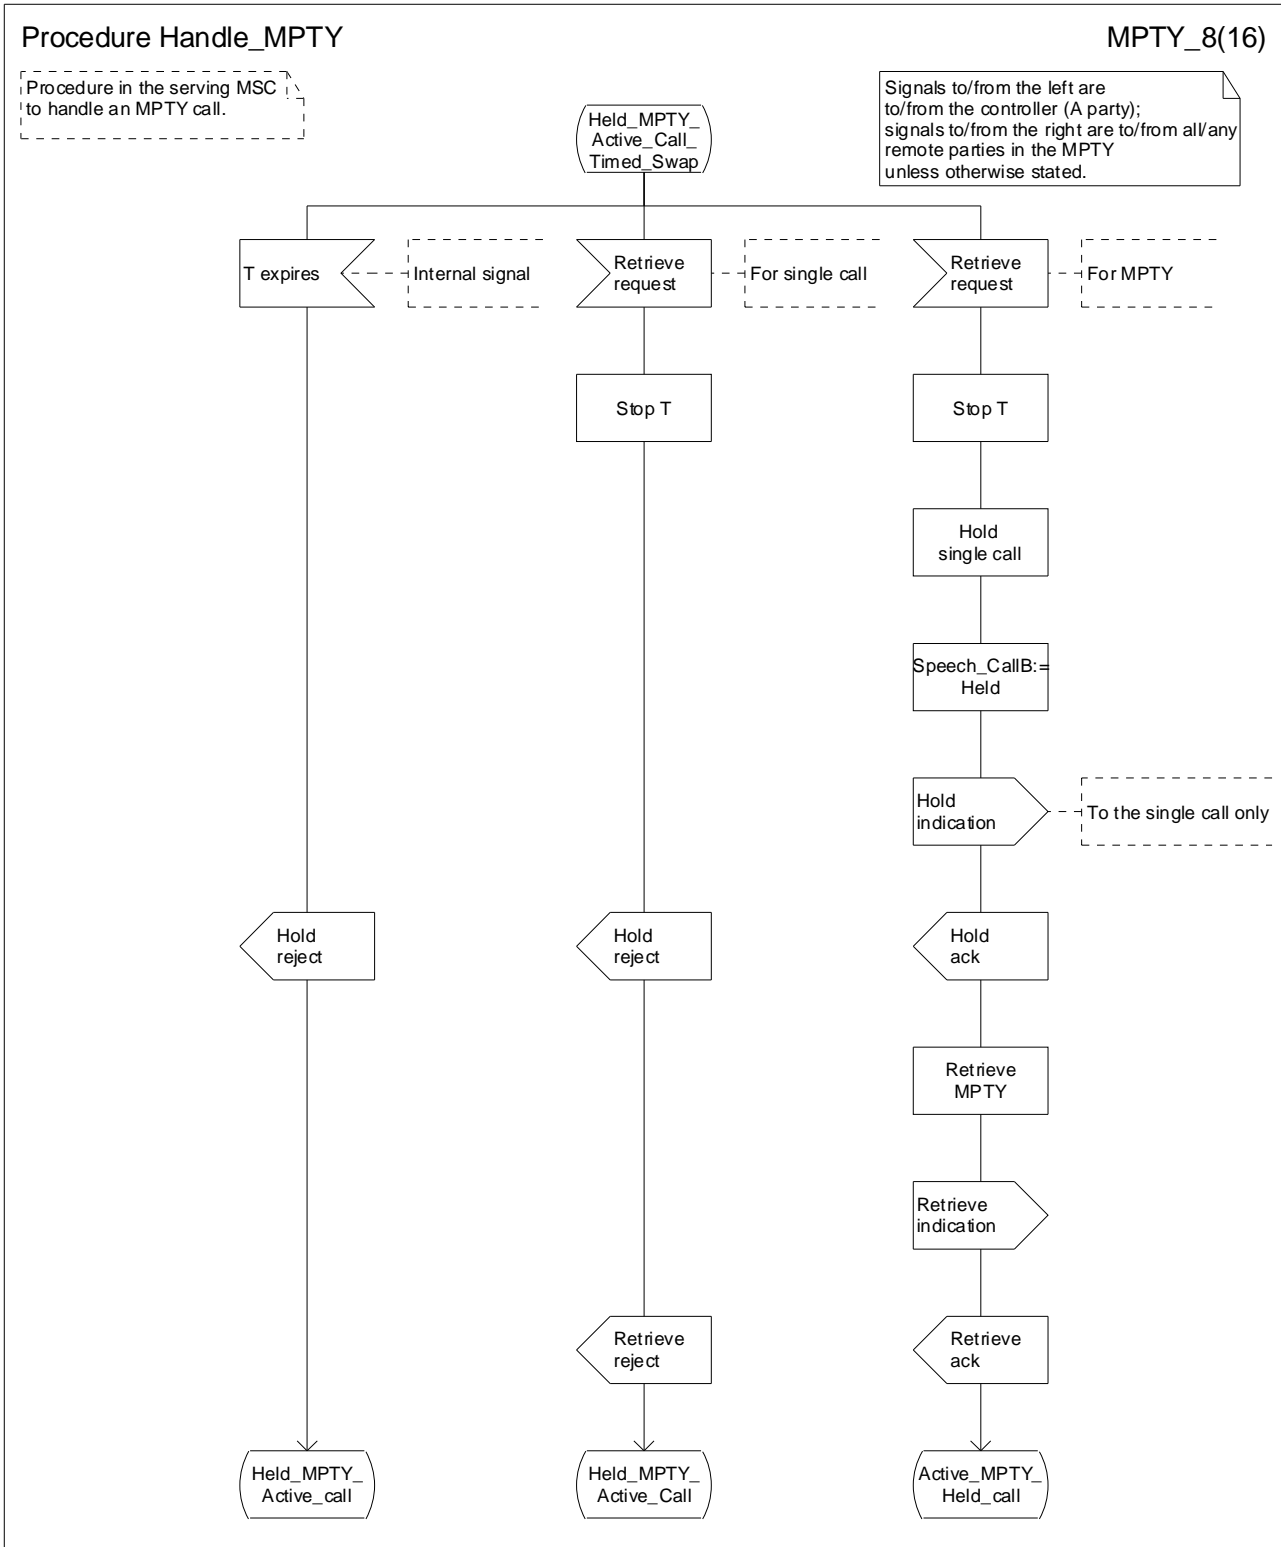 Procedure Handle_MPTY
MPTY_8(16)
Procedure in the serving MSC
to handle an MPTY call.
Signals to/from the left are
to/from the controller (A party);
signals to/from the right are to/from all/any
remote parties in the MPTY
unless otherwise stated.
Held_MPTY_
Active_Call_
Timed_Swap
T expires
Internal signal
Retrieve
request
For single call
Retrieve
request
For MPTY
Stop T
Stop T
Hold
single call
Speech_CallB:=
Held
Hold
indication
To the single call only
Hold
reject
Hold
reject
Hold
ack
Retrieve
MPTY
Retrieve
indication
Retrieve
reject
Retrieve
ack
Held_MPTY_
Active_call
Held_MPTY_
Active_Call
Active_MPTY_
Held_call